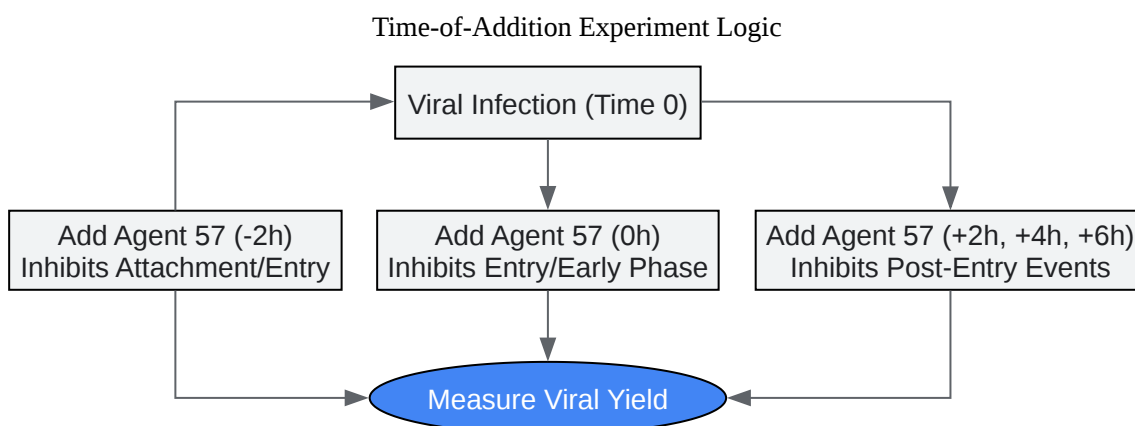 Time-of-Addition Experiment Logic
Viral Infection (Time 0)
Add Agent 57 (-2h)
Inhibits Attachment/Entry
Add Agent 57 (0h)
Inhibits Entry/Early Phase
Add Agent 57 (+2h, +4h, +6h)
Inhibits Post-Entry Events
Measure Viral Yield